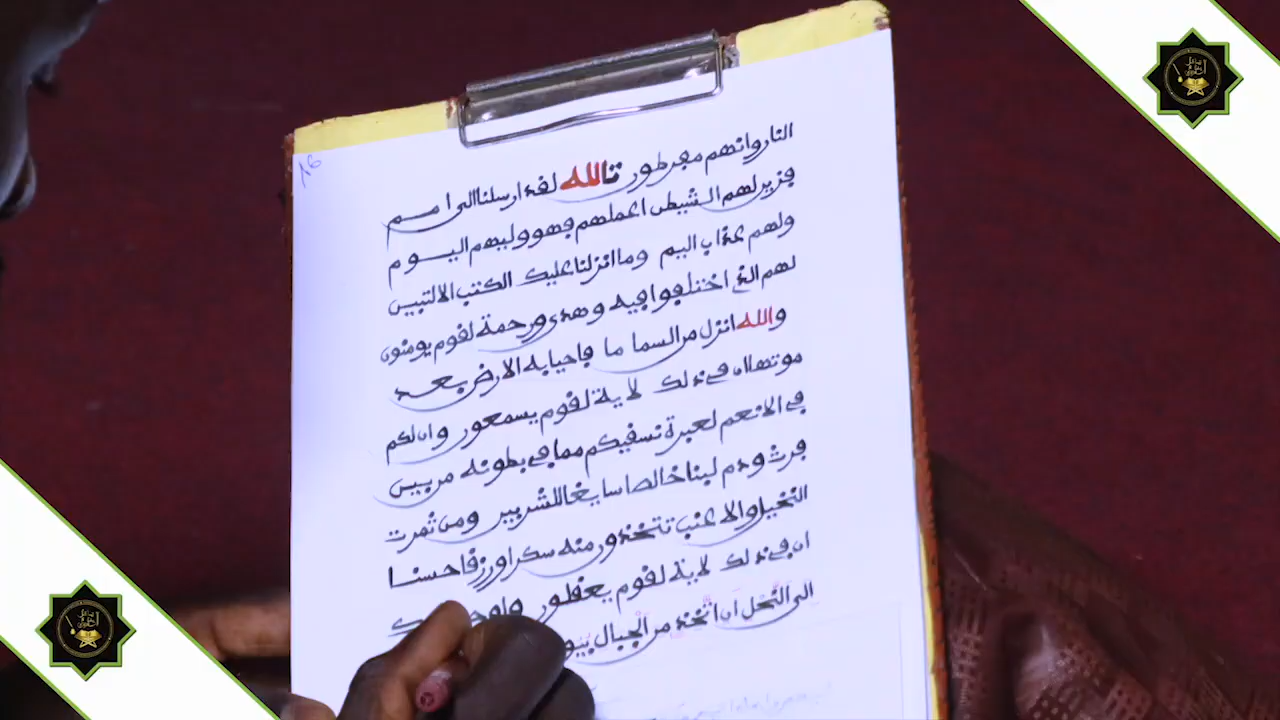 النار وانهم مفرطون تالله لقد ارسلنا الى امم
فزين لهم الشيطن اعملهم فهو وليهم اليوم
ولهم عذاب اليم وما انزلنا عليك الكتب الا لتبين
لهم الذي اختلفوا فيه وهدى ورحمة لقوم يومنون
والله انزل من السما ما فاحيا به الارض بعد
موتها ان في ذلك لاية لقوم يسمعون وان لكم
في الانعم لعبرة نسقيكم مما في بطونه من بين
فرث ودم لبنا خالصا سايغا للشربين ومن ثمرت
النخيل والاعنب تتخذون منه سكرا ورزقا حسنا
ان في ذلك لاية لقوم يعقلون
الى النَّحل ان اتَّخذ من الجبال